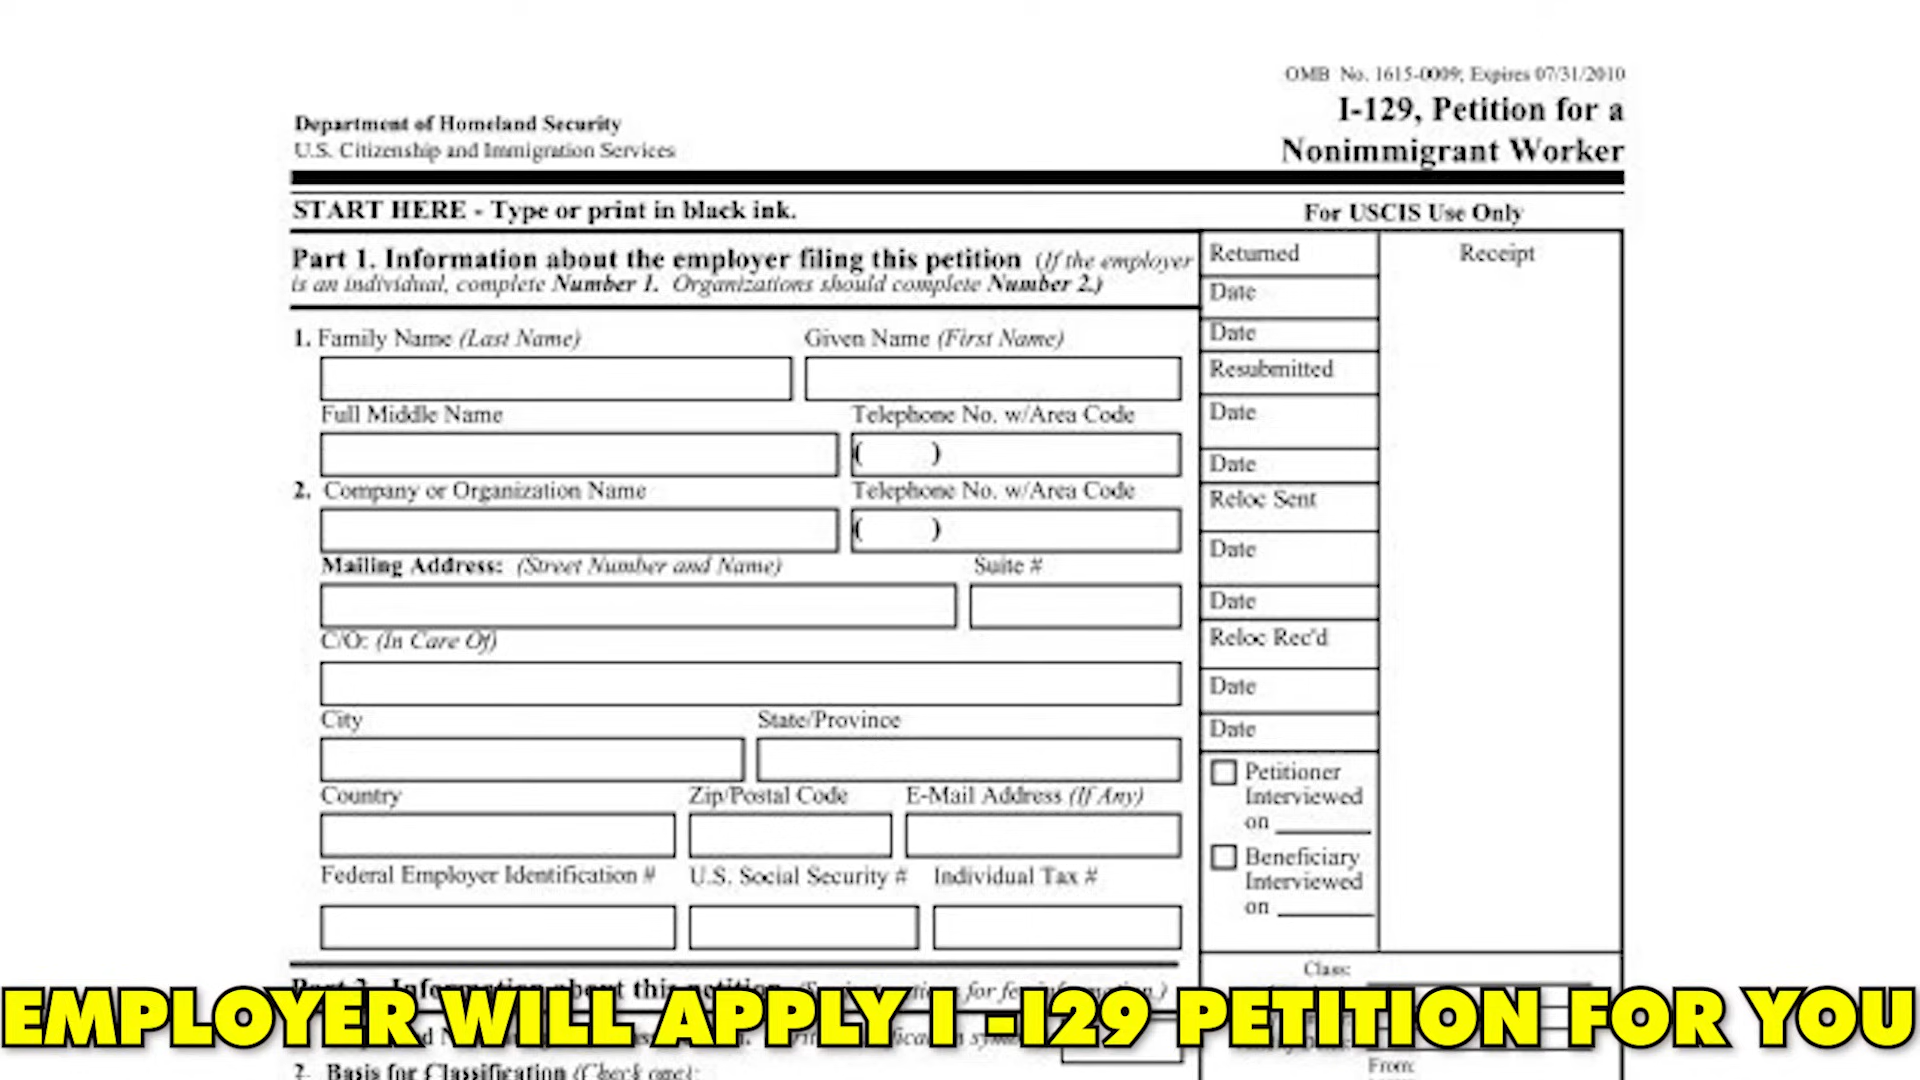 OMB No. 1615-0009; Expires 07/31/2010
I-129, Petition for a
Nonimmigrant Worker
Department of Homeland Security
U.S. Citizenship and Immigration Services
START HERE - Type or print in black ink.
For USCIS Use Only
Part 1. Information about the employer filing this petition (If the employer
is an individual, complete Number 1. Organizations should complete Number 2.)
1. Family Name (Last Name)
Given Name (First Name)
Full Middle Name
Telephone No. w/Area Code
( )
2. Company or Organization Name
Telephone No. w/Area Code
( )
Mailing Address: (Street Number and Name)
Suite #
C/O: (In Care Of)
City
State/Province
Country
Zip/Postal Code
E-Mail Address (If Any)
Federal Employer Identification #
U.S. Social Security #
Individual Tax #
Returned
Receipt
Date
Date
Resubmitted
Date
Date
Reloc Sent
Date
Date
Reloc Rec'd
Date
Date
Petitioner
Interviewed
on
Beneficiary
Interviewed
on
Class:
Part 2. Information about this petition
EMPLOYER WILL APPLY I -129 PETITION FOR YOU
2. Basis for Classification (Check one):
From: